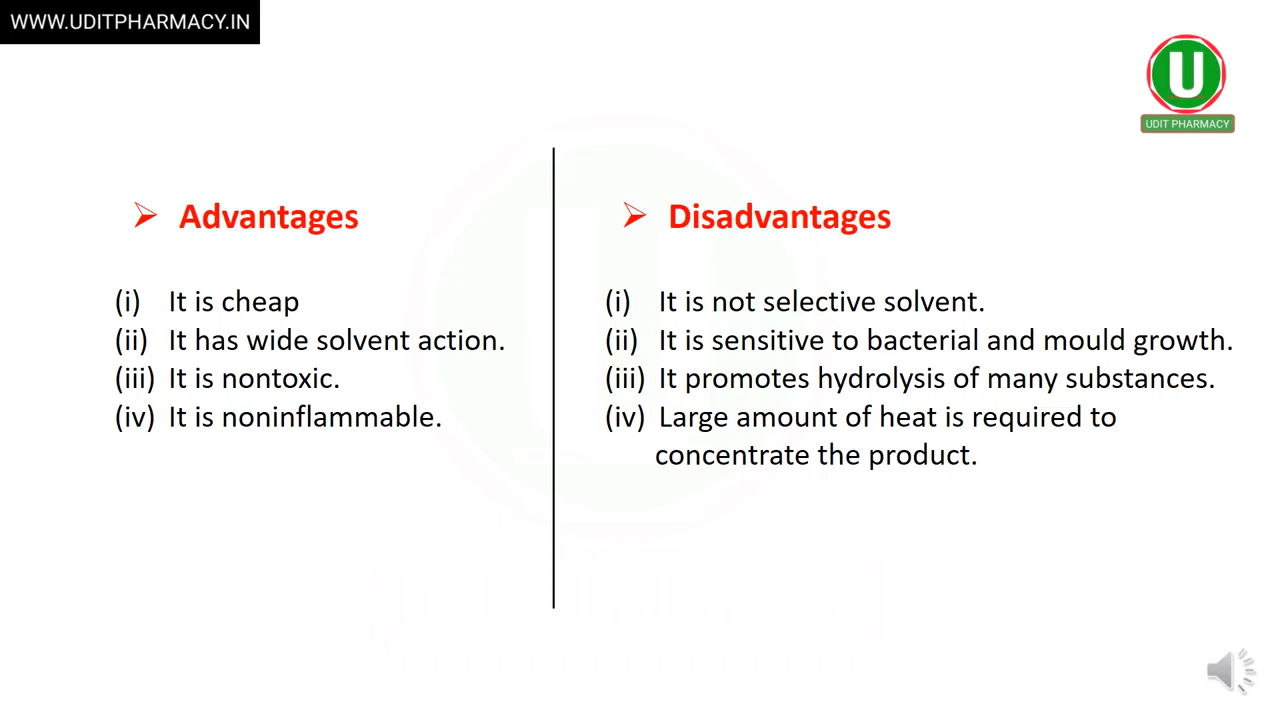 WWW.UDITPHARMACY.IN
U
UDIT PHARMACY
Advantages
(i) It is cheap
(ii) It has wide solvent action.
(iii) It is nontoxic.
(iv) It is noninflammable.
Disadvantages
(i) It is not selective solvent.
(ii) It is sensitive to bacterial and mould growth.
(iii) It promotes hydrolysis of many substances.
(iv) Large amount of heat is required to
concentrate the product.
UDIT PHARMACY